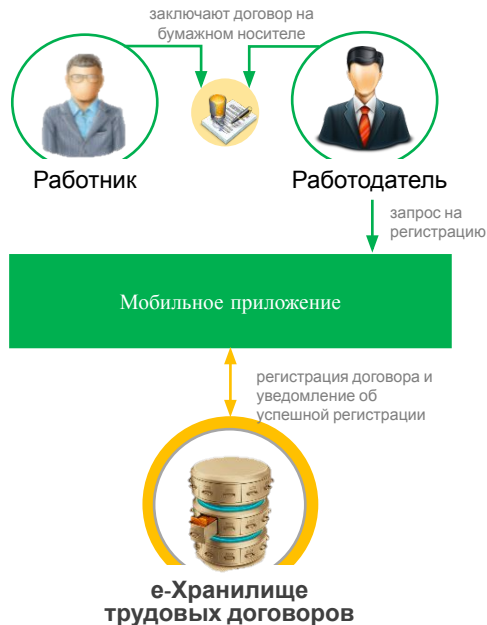 заключают договор на
бумажном носителе
Работник
Работодатель
запрос на
регистрацию
Мобильное приложение
регистрация договора и
уведомление об
успешной регистрации
е-Хранилище
трудовых договоров